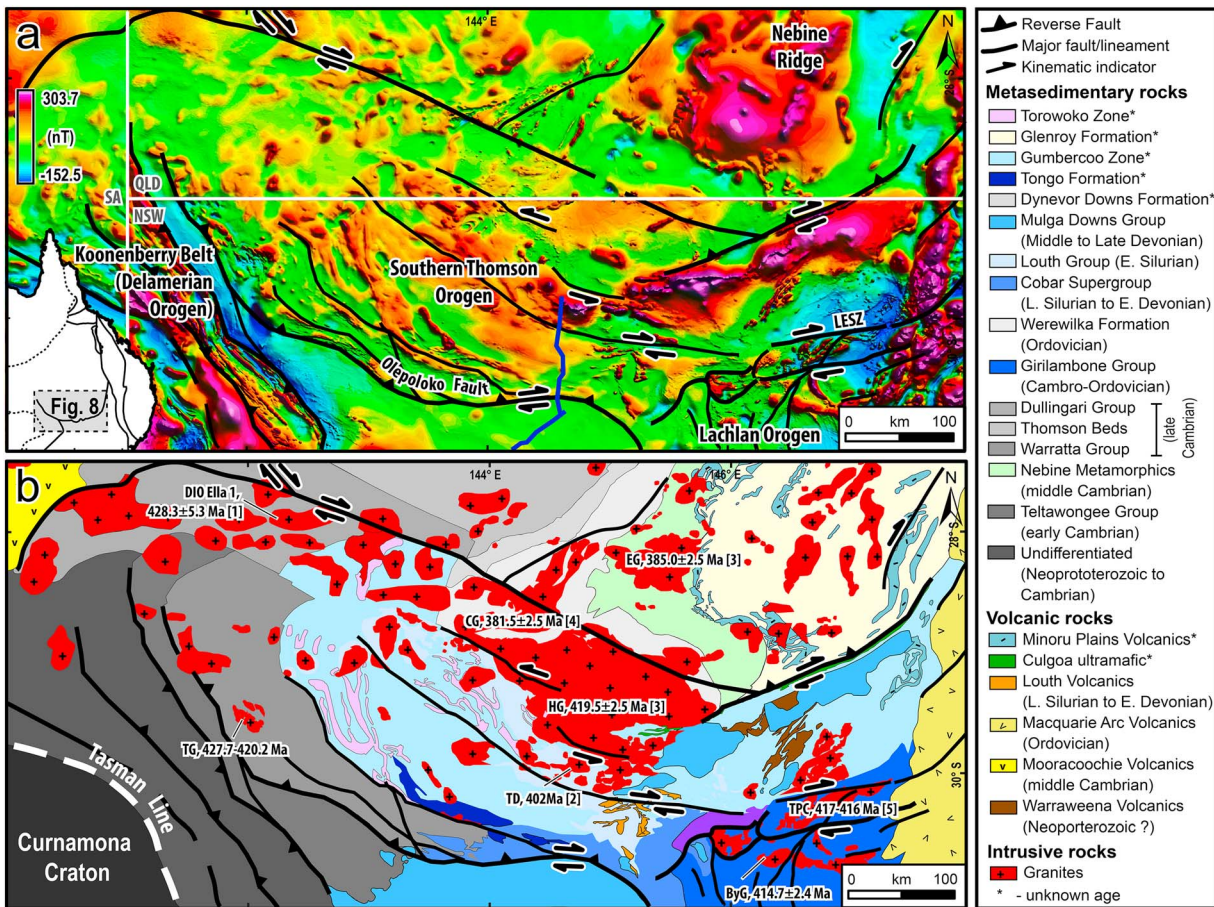 a
144° E
N
28° S
Nebine
Ridge
303.7
(nT)
-152.5
SA
QLD
NSW
Koonenberry Belt
(Delamerian
Orogen)
Southern Thomson
Orogen
Olepoloko Fault
LESZ
Lachlan Orogen
Fig. 8
0 km 100
b
144° E
146° E
N
28° S
30° S
DIO Ella 1,
428.3±5.3 Ma [1]
EG, 385.0±2.5 Ma [3]
CG, 381.5±2.5 Ma [4]
HG, 419.5±2.5 Ma [3]
TG, 427.7-420.2 Ma
TD, 402Ma [2]
TPC, 417-416 Ma [5]
ByG, 414.7±2.4 Ma
Tasman Line
Curnamona
Craton
0 km 100
Reverse Fault
Major fault/lineament
Kinematic indicator
Metasedimentary rocks
Torowoko Zone*
Glenroy Formation*
Gumbercoo Zone*
Tongo Formation*
Dynevor Downs Formation*
Mulga Downs Group
(Middle to Late Devonian)
Louth Group (E. Silurian)
Cobar Supergroup
(L. Silurian to E. Devonian)
Werewilka Formation
(Ordovician)
Girilambone Group
(Cambro-Ordovician)
Dullingari Group
Thomson Beds
Warratta Group
(late
Cambrian)
Nebine Metamorphics
(middle Cambrian)
Teltawongee Group
(early Cambrian)
Undifferentiated
(Neoprototerozoic to
Cambrian)
Volcanic rocks
Minoru Plains Volcanics*
Culgoa ultramafic*
Louth Volcanics
(L. Silurian to E. Devonian)
Macquarie Arc Volcanics
(Ordovician)
Mooracoochie Volcanics
(middle Cambrian)
Warraweena Volcanics
(Neoporterozoic ?)
Intrusive rocks
Granites
* - unknown age